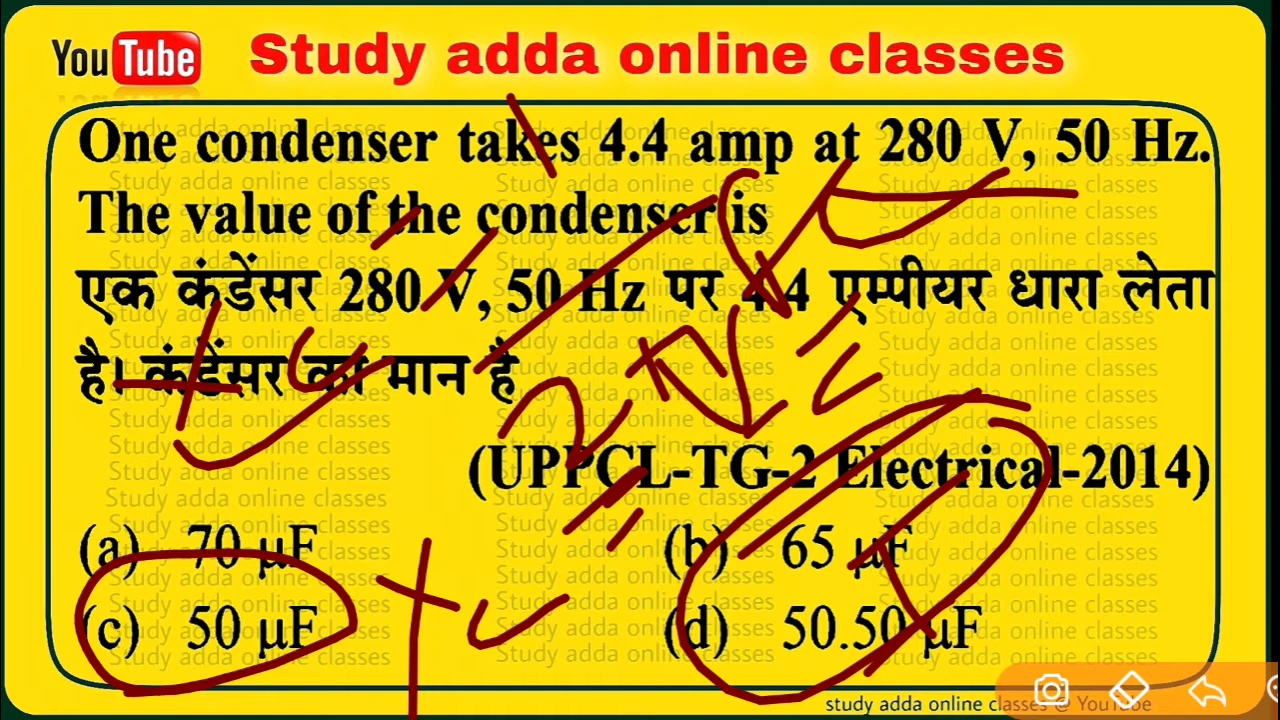 YouTube Study adda online classes
One condenser takes 4.4 amp at 280 V, 50 Hz.
The value of the condenser is
एक कंडेंसर 280 V, 50 Hz पर 4.4 एम्पीयर धारा लेता
है। कंडेंसर का मान है
(UPPCL-TG-2 Electrical-2014)
(a) 70 µF (b) 65 µF
(c) 50 µF (d) 50.50 µF
study adda online classes @ YouTube